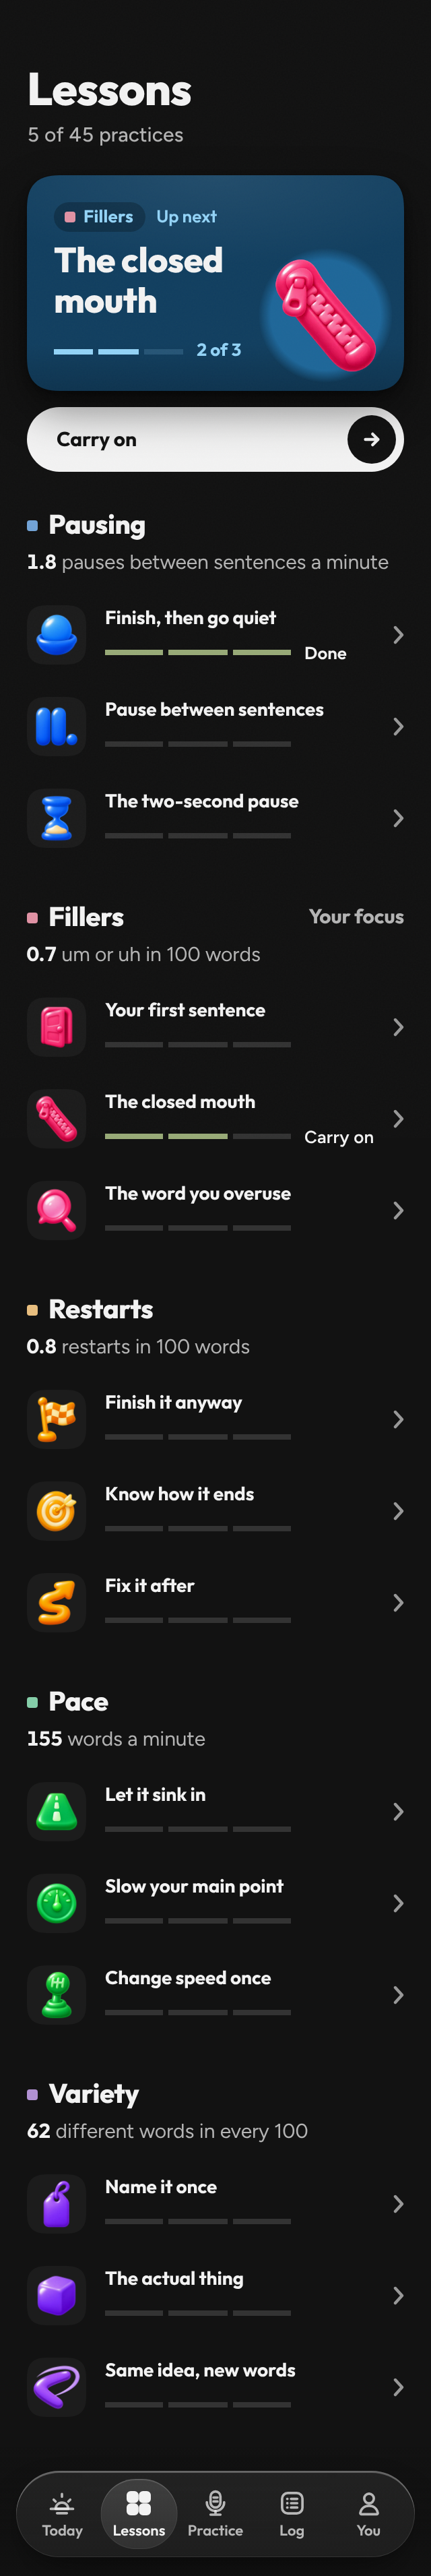 Lessons
5 of 45 practices
Fillers Up next
The closed
mouth
2 of 3
Carry on
Pausing
1.8 pauses between sentences a minute
Finish, then go quiet
Done
Pause between sentences
The two-second pause
Fillers Your focus
0.7 um or uh in 100 words
Your first sentence
The closed mouth
Carry on
The word you overuse
Restarts
0.8 restarts in 100 words
Finish it anyway
Know how it ends
Fix it after
Pace
155 words a minute
Let it sink in
Slow your main point
Change speed once
Variety
62 different words in every 100
Name it once
The actual thing
Same idea, new words
Today Lessons Practice Log You